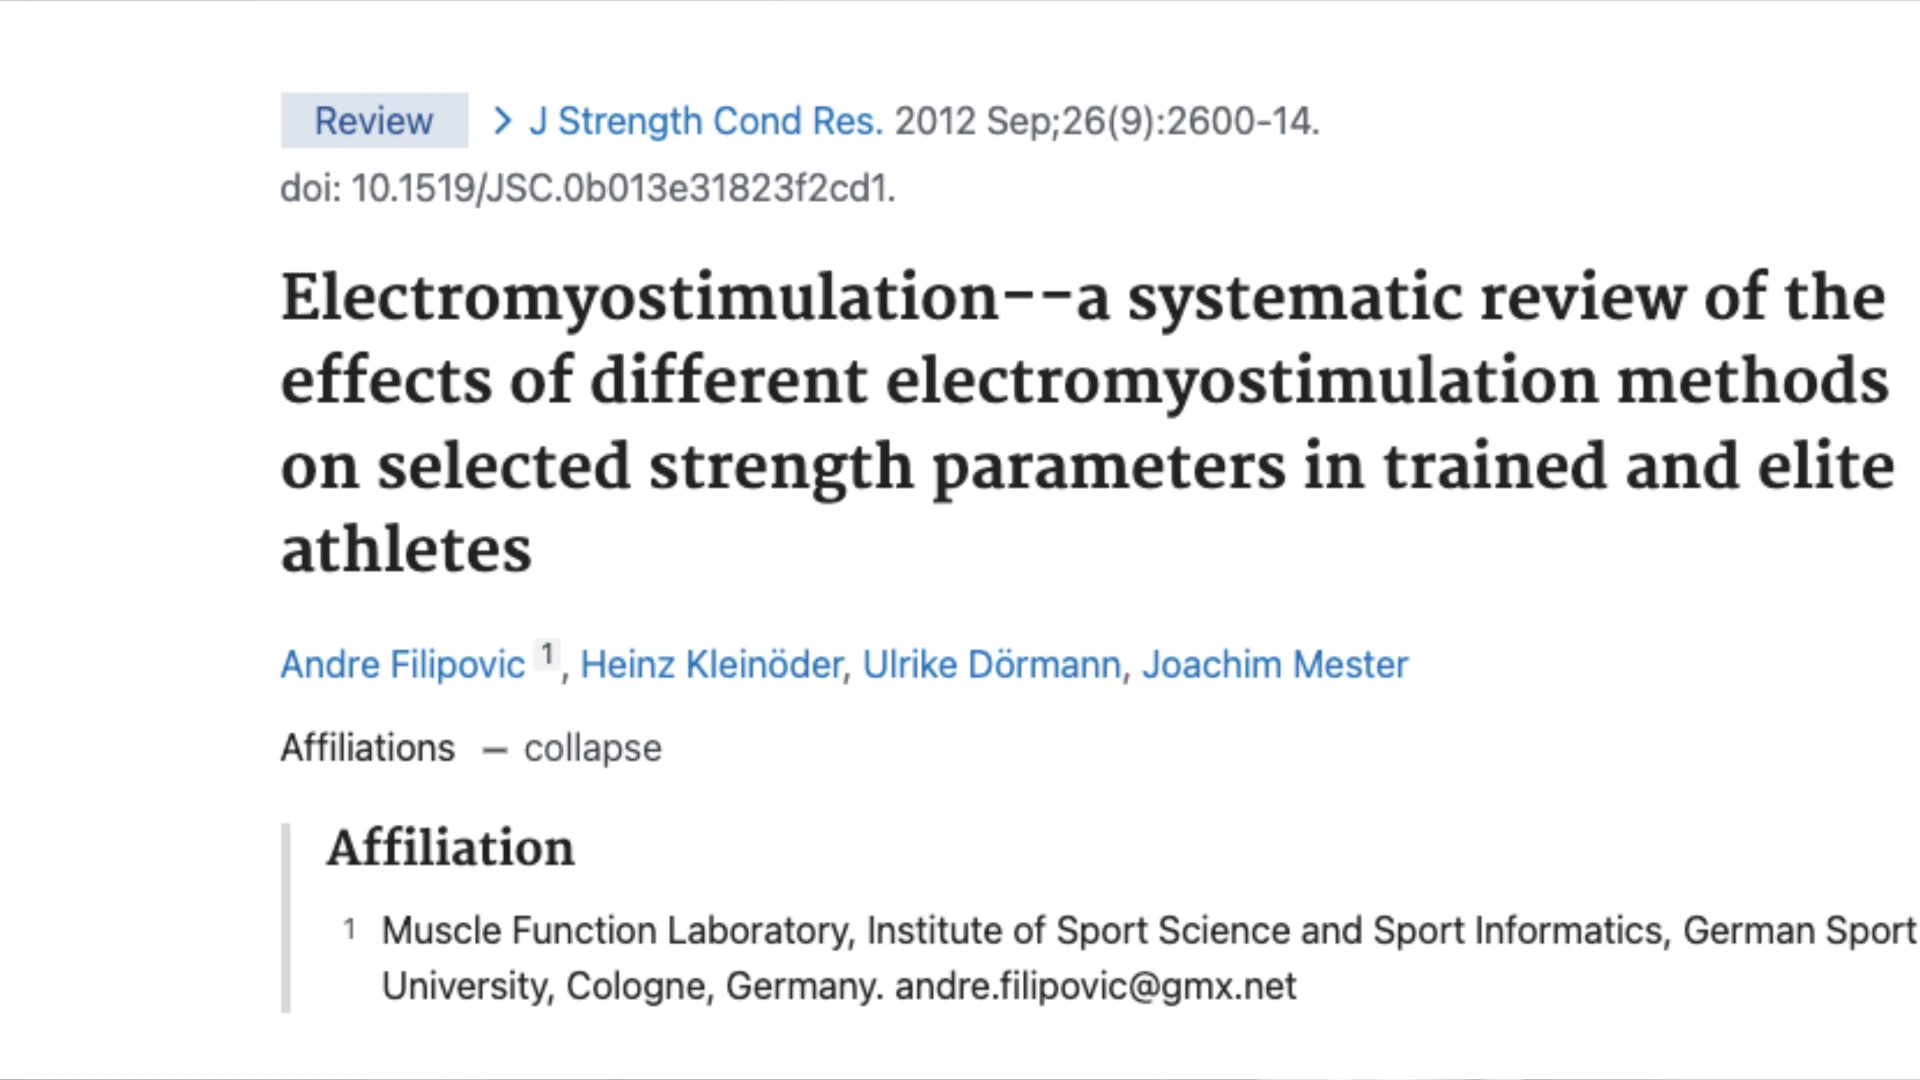 Review > J Strength Cond Res. 2012 Sep;26(9):2600-14.
doi: 10.1519/JSC.0b013e31823f2cd1.
Electromyostimulation--a systematic review of the
effects of different electromyostimulation methods
on selected strength parameters in trained and elite
athletes
Andre Filipovic 1, Heinz Kleinöder, Ulrike Dörmann, Joachim Mester
Affiliations — collapse
Affiliation
1 Muscle Function Laboratory, Institute of Sport Science and Sport Informatics, German Sport
University, Cologne, Germany. andre.filipovic@gmx.net